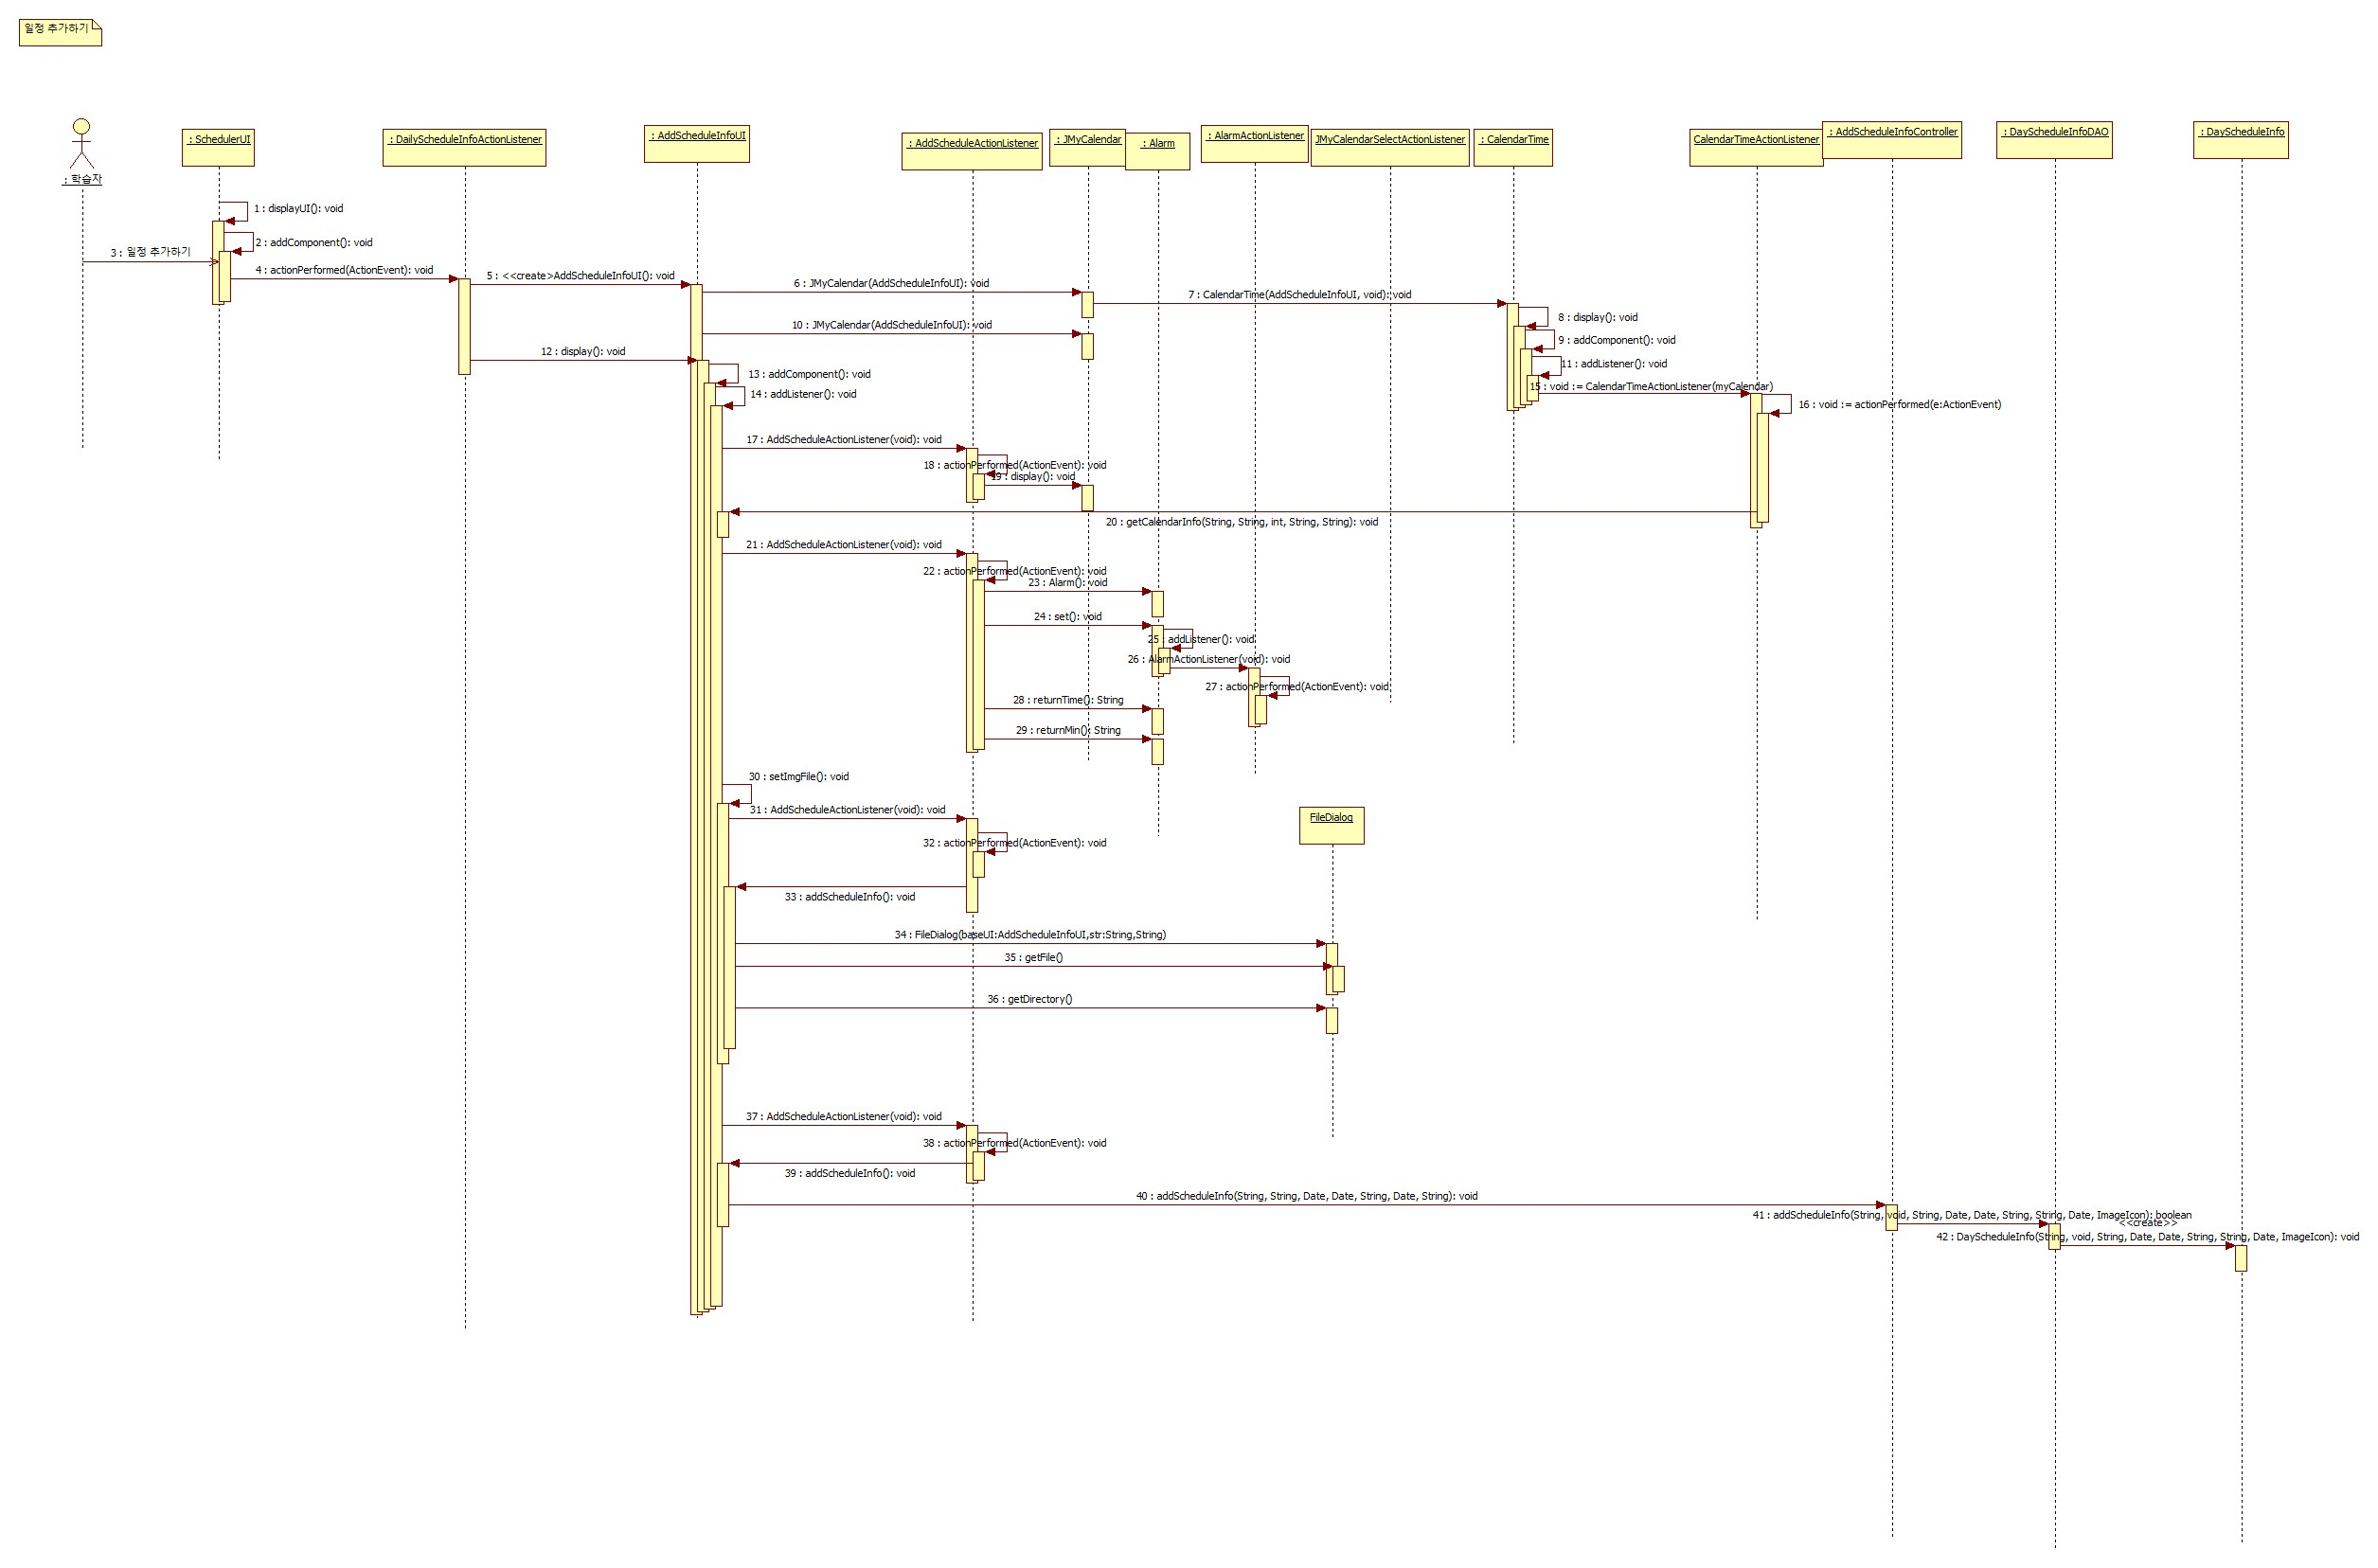 일정 추가하기
: 학습자
: SchedulerUI
: DailyScheduleInfoActionListener
: AddScheduleInfoUI
: AddScheduleActionListener
: JMyCalendar
: Alarm
: AlarmActionListener
JMyCalendarSelectActionListener
: CalendarTime
CalendarTimeActionListener
: AddScheduleInfoController
: DayScheduleInfoDAO
: DayScheduleInfo
1 : displayUI(): void
2 : addComponent(): void
3 : 일정 추가하기
4 : actionPerformed(ActionEvent): void
5 : <<create>AddScheduleInfoUI(): void
6 : JMyCalendar(AddScheduleInfoUI): void
7 : CalendarTime(AddScheduleInfoUI, void): void
8 : display(): void
10 : JMyCalendar(AddScheduleInfoUI): void
9 : addComponent(): void
12 : display(): void
11 : addListener(): void
13 : addComponent(): void
15 : void := CalendarTimeActionListener(myCalendar)
14 : addListener(): void
16 : void := actionPerformed(e:ActionEvent)
17 : AddScheduleActionListener(void): void
18 : actionPerformed(ActionEvent): void
19 : display(): void
20 : getCalendarInfo(String, String, int, String, String): void
21 : AddScheduleActionListener(void): void
22 : actionPerformed(ActionEvent): void
23 : Alarm(): void
24 : set(): void
25 : addListener(): void
26 : AlarmActionListener(void): void
27 : actionPerformed(ActionEvent): void
28 : returnTime(): String
29 : returnMin(): String
30 : setImgFile(): void
31 : AddScheduleActionListener(void): void
FileDialog
32 : actionPerformed(ActionEvent): void
33 : addScheduleInfo(): void
34 : FileDialog(baseUI:AddScheduleInfoUI,str:String,String)
35 : getFile()
36 : getDirectory()
37 : AddScheduleActionListener(void): void
38 : actionPerformed(ActionEvent): void
39 : addScheduleInfo(): void
40 : addScheduleInfo(String, String, Date, Date, String, Date, String): void
41 : addScheduleInfo(String, void, String, Date, Date, String, String, Date, ImageIcon): boolean
<<create>>
42 : DayScheduleInfo(String, void, String, Date, Date, String, String, Date, ImageIcon): void